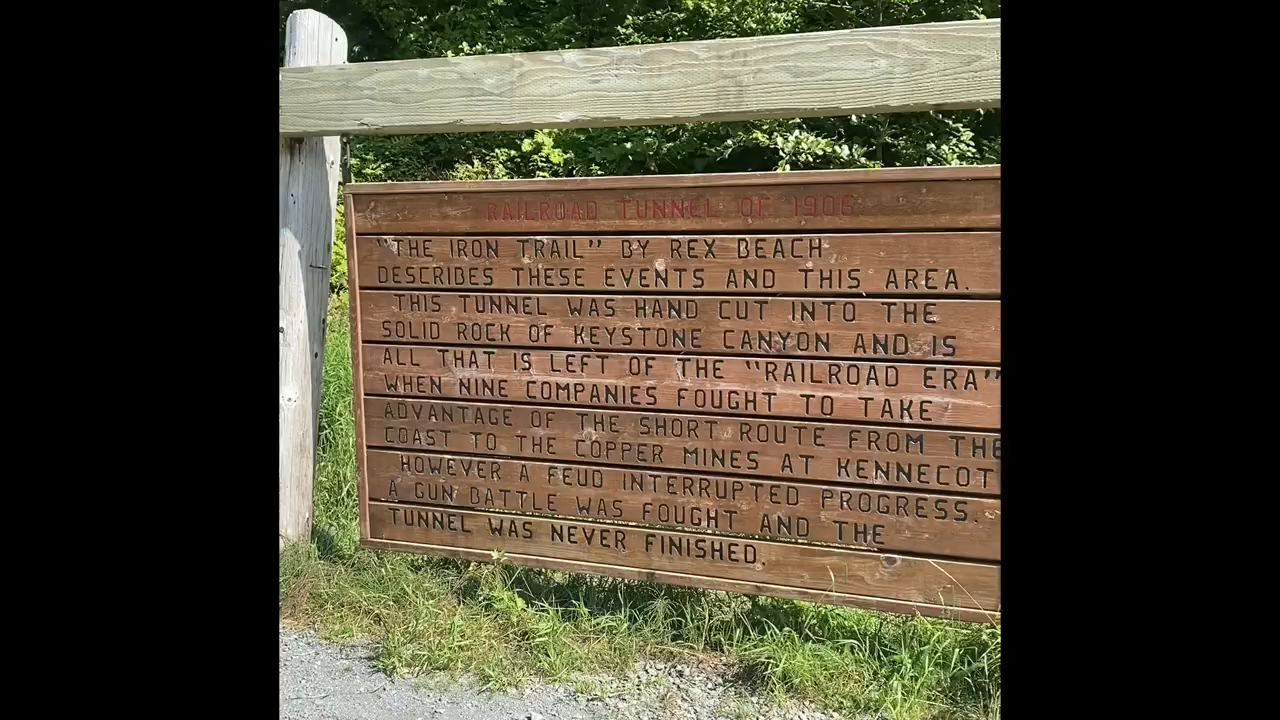 RAILROAD TUNNEL OF 1906
"THE IRON TRAIL" BY REX BEACH
DESCRIBES THESE EVENTS AND THIS AREA.
THIS TUNNEL WAS HAND CUT INTO THE
SOLID ROCK OF KEYSTONE CANYON AND IS
ALL THAT IS LEFT OF THE "RAILROAD ERA"
WHEN NINE COMPANIES FOUGHT TO TAKE
ADVANTAGE OF THE SHORT ROUTE FROM THE
COAST TO THE COPPER MINES AT KENNECOT
HOWEVER A FEUD INTERRUPTED PROGRESS.
A GUN BATTLE WAS FOUGHT AND THE
TUNNEL WAS NEVER FINISHED.